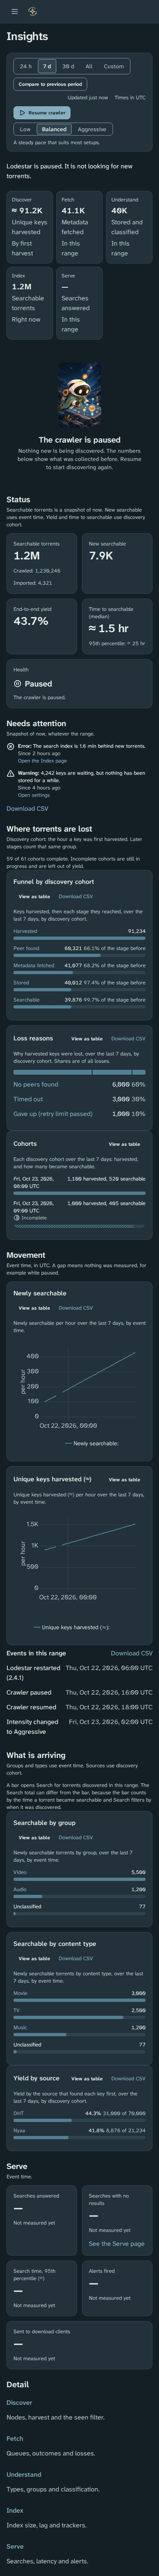 Insights
24 h 7 d 30 d All Custom
Compare to previous period
Updated just now Times in UTC
Resume crawler
Low Balanced Aggressive
A steady pace that suits most setups.
Lodestar is paused. It is not looking for new torrents.
Discover
≈ 91.2K
Unique keys harvested
By first harvest
Fetch
41.1K
Metadata fetched
In this range
Understand
40K
Stored and classified
In this range
Index
1.2M
Searchable torrents
Right now
Serve
—
Searches answered
In this range
The crawler is paused
Nothing new is being discovered. The numbers below show what was collected before. Resume to start discovering again.
Status
Searchable torrents is a snapshot of now. New searchable uses event time. Yield and time to searchable use discovery cohort.
Searchable torrents
1.2M
Crawled: 1,230,246
Imported: 4,321
New searchable
7.9K
End-to-end yield
43.7%
Time to searchable (median)
≈ 1.5 hr
95th percentile: ≈ 25 hr
Health
Paused
The crawler is paused.
Needs attention
Snapshot of now, whatever the range.
Error: The search index is 1.8 min behind new torrents.
Since 2 hours ago
Open the Index page
Warning: 4,242 keys are waiting, but nothing has been stored for a while.
Since 4 hours ago
Open settings
Download CSV
Where torrents are lost
Discovery cohort: the hour a key was first harvested. Later stages count that same group.
59 of 61 cohorts complete. Incomplete cohorts are still in progress and are left out of yield.
Funnel by discovery cohort
View as table Download CSV
Keys harvested, then each stage they reached, over the last 7 days, by discovery cohort.
Harvested 91,234
Peer found 60,321 66.1% of the stage before
Metadata fetched 41,077 68.2% of the stage before
Stored 40,012 97.4% of the stage before
Searchable 39,876 99.7% of the stage before
Loss reasons View as table Download CSV
Why harvested keys were lost, over the last 7 days, by discovery cohort. Shares are of all losses.
No peers found 6,000 60%
Timed out 3,000 30%
Gave up (retry limit passed) 1,000 10%
Cohorts View as table
Each discovery cohort over the last 7 days: harvested, and how many became searchable.
Fri, Oct 23, 2026, 00:00 UTC 1,100 harvested, 520 searchable
Fri, Oct 23, 2026, 09:00 UTC 1,000 harvested, 405 searchable
Incomplete
Movement
Event time, in UTC. A gap means nothing was measured, for example while paused.
Newly searchable
View as table Download CSV
Newly searchable per hour over the last 7 days, by event time.
per hour
400
300
200
100
0
Oct 22, 2026, 00:00
Newly searchable:
Unique keys harvested (≈) View as table
Unique keys harvested (≈) per hour over the last 7 days, by event time.
per hour
1.5K
1K
500
0
Oct 22, 2026, 00:00
Unique keys harvested (≈):
Events in this range Download CSV
Lodestar restarted (2.4.1) Thu, Oct 22, 2026, 06:00 UTC
Crawler paused Thu, Oct 22, 2026, 16:00 UTC
Crawler resumed Thu, Oct 22, 2026, 18:00 UTC
Intensity changed to Aggressive Fri, Oct 23, 2026, 02:00 UTC
What is arriving
Groups and types use event time. Sources use discovery cohort.
A bar opens Search for torrents discovered in this range. The Search total can differ from the bar, because the bar counts by the time a torrent became searchable and Search filters by when it was discovered.
Searchable by group
View as table Download CSV
Newly searchable torrents by group, over the last 7 days, by event time.
Video 5,500
Audio 1,200
Unclassified 77
Searchable by content type
View as table Download CSV
Newly searchable torrents by content type, over the last 7 days, by event time.
Movie 3,000
TV 2,500
Music 1,200
Unclassified 77
Yield by source View as table Download CSV
Yield by the source that found each key first, over the last 7 days, by discovery cohort.
DHT 44.3% 31,000 of 70,000
Nyaa 41.8% 8,876 of 21,234
Serve
Event time.
Searches answered
—
Not measured yet
Searches with no results
—
Not measured yet
See the Serve page
Search time, 95th percentile (≈)
—
Not measured yet
Alerts fired
—
Not measured yet
Sent to download clients
—
Not measured yet
Detail
Discover
Nodes, harvest and the seen filter.
Fetch
Queues, outcomes and losses.
Understand
Types, groups and classification.
Index
Index size, lag and trackers.
Serve
Searches, latency and alerts.